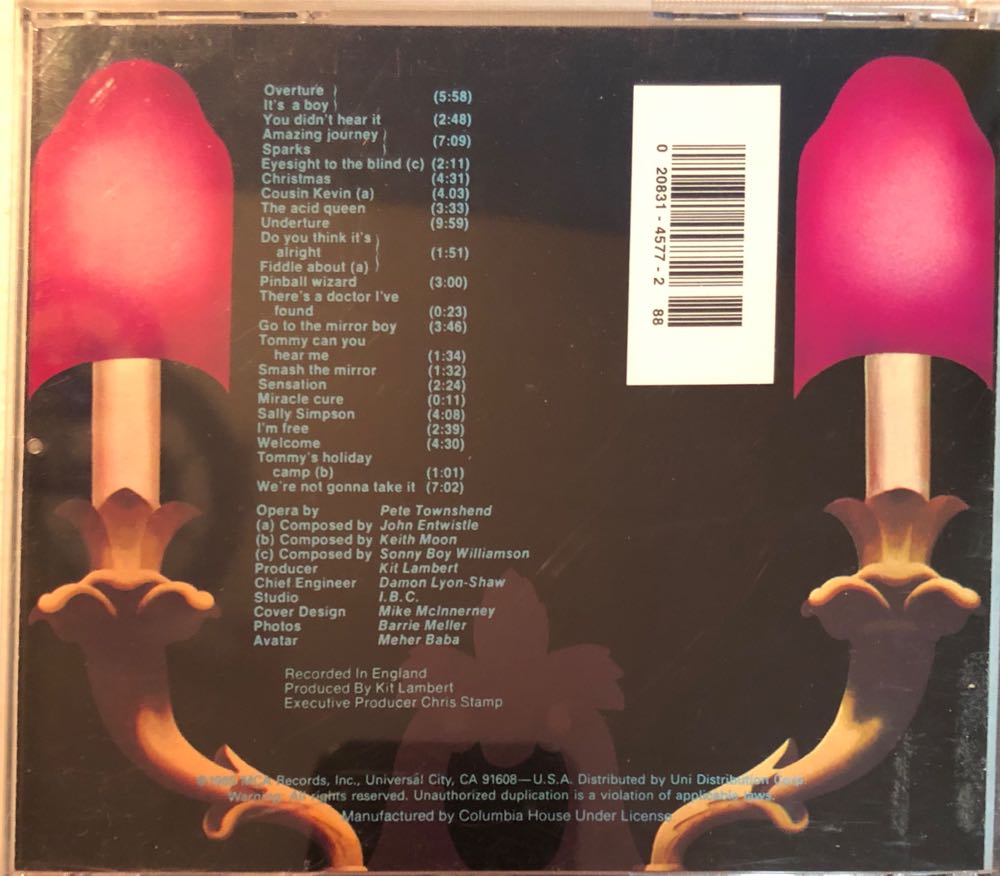 Overture
It's a boy (5:58)
You didn't hear it (2:48)
Amazing journey
Sparks (7:09)
Eyesight to the blind (c) (2:11)
Christmas (4:31)
Cousin Kevin (a) (4.03)
The acid queen (3:33)
Underture (9:59)
Do you think it's
alright (1:51)
Fiddle about (a)
Pinball wizard (3:00)
There's a doctor I've
found (0:23)
Go to the mirror boy (3:46)
Tommy can you
hear me (1:34)
Smash the mirror (1:32)
Sensation (2:24)
Miracle cure (0:11)
Sally Simpson (4:08)
I'm free (2:39)
Welcome (4:30)
Tommy's holiday
camp (b) (1:01)
We're not gonna take it (7:02)
Opera by Pete Townshend
(a) Composed by John Entwistle
(b) Composed by Keith Moon
(c) Composed by Sonny Boy Williamson
Producer Kit Lambert
Chief Engineer Damon Lyon-Shaw
Studio I.B.C.
Cover Design Mike McInnerney
Photos Barrie Meller
Avatar Meher Baba
Recorded In England
Produced By Kit Lambert
Executive Producer Chris Stamp
MCA Records, Inc., Universal City, CA 91608—U.S.A. Distributed by Uni Distribution Corp.
Warning: All rights reserved. Unauthorized duplication is a violation of applicable laws.
Manufactured by Columbia House Under License
0 20831-4577-2 88